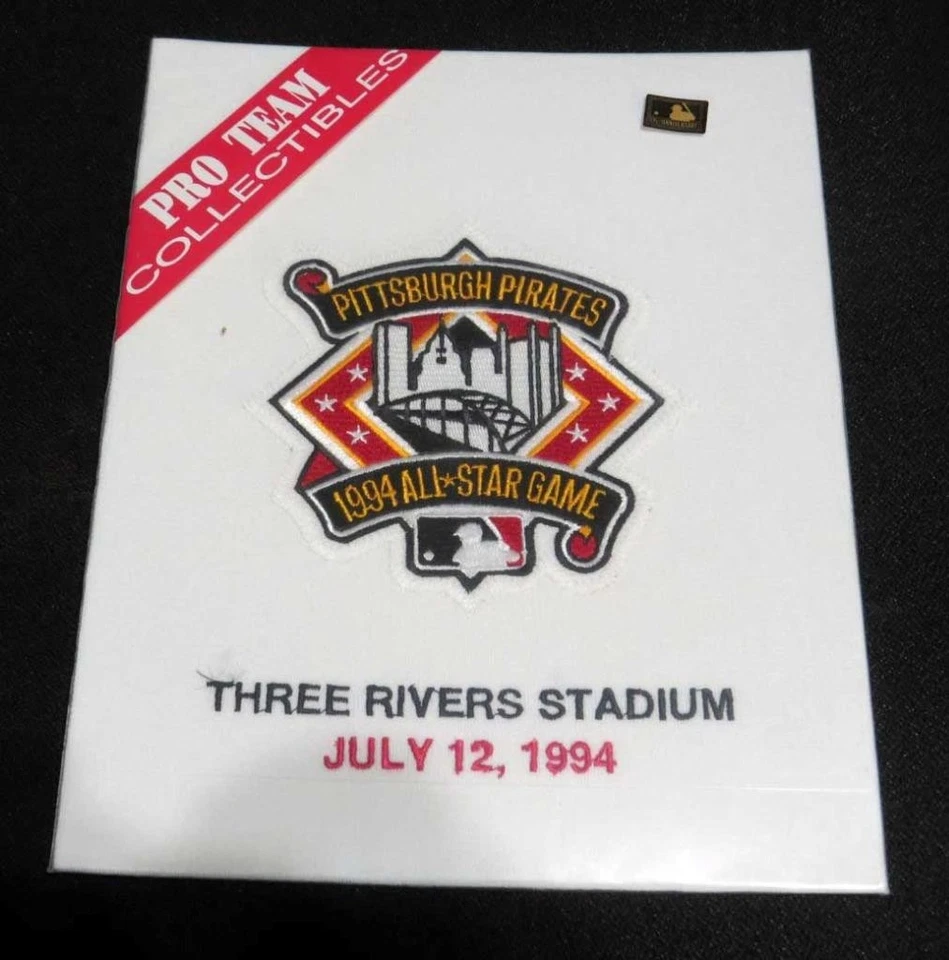 PRO TEAM
COLLECTIBLES
PITTSBURGH PIRATES
1994 ALL★STAR GAME
THREE RIVERS STADIUM
JULY 12, 1994